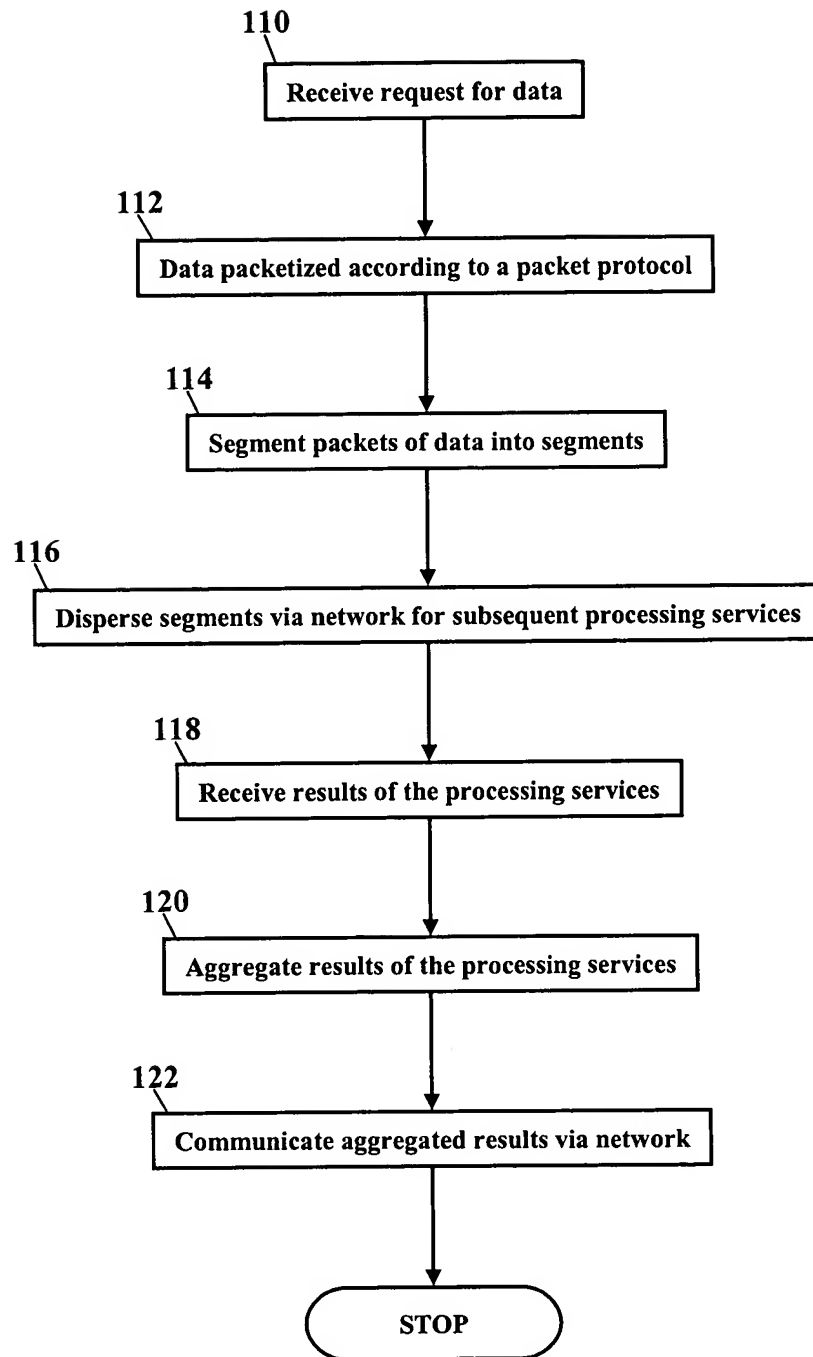 110
Receive request for data
112
Data packetized according to a packet protocol
114
Segment packets of data into segments
116
Disperse segments via network for subsequent processing services
118
Receive results of the processing services
120
Aggregate results of the processing services
122
Communicate aggregated results via network
STOP